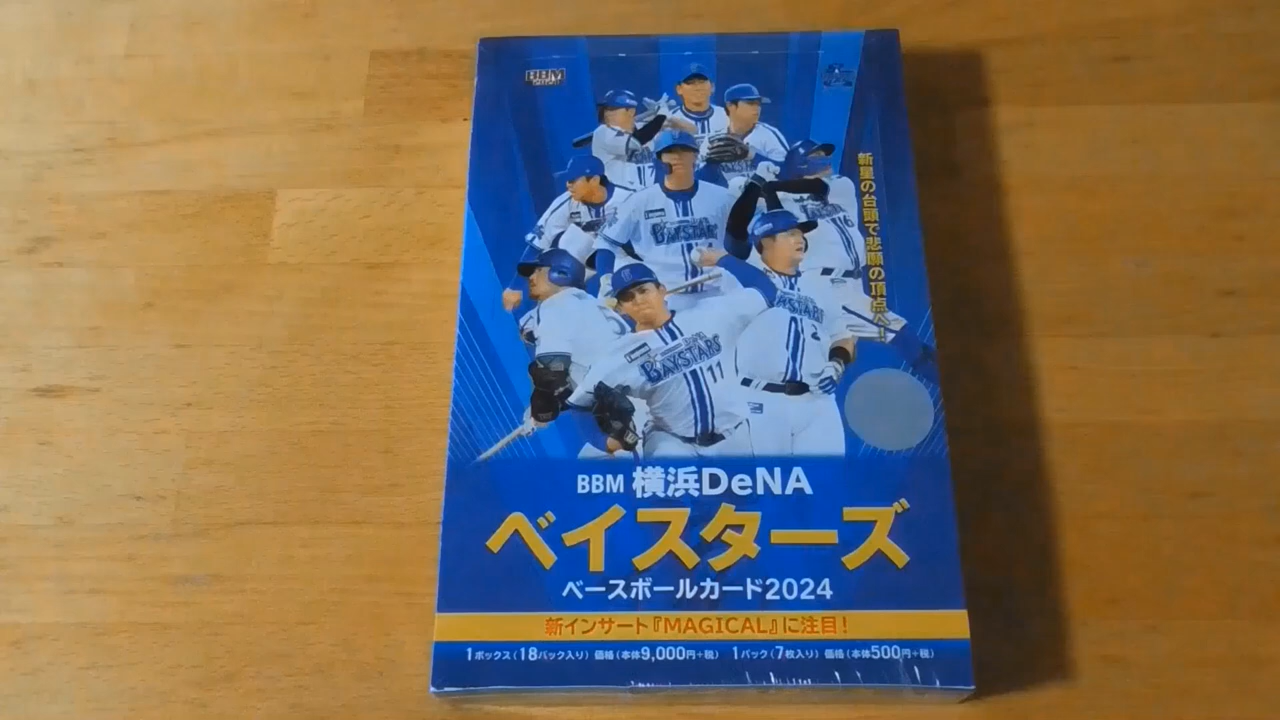 BBM
新星の台頭で悲願の頂点へ!
BAYSTARS
BAYSTARS
11
2
6
BBM 横浜DeNA
ベイスターズ
ベースボールカード2024
新インサート『MAGICAL』に注目!
1ボックス(18パック入り) 価格(本体9,000円+税) 1パック(7枚入り) 価格(本体500円+税)